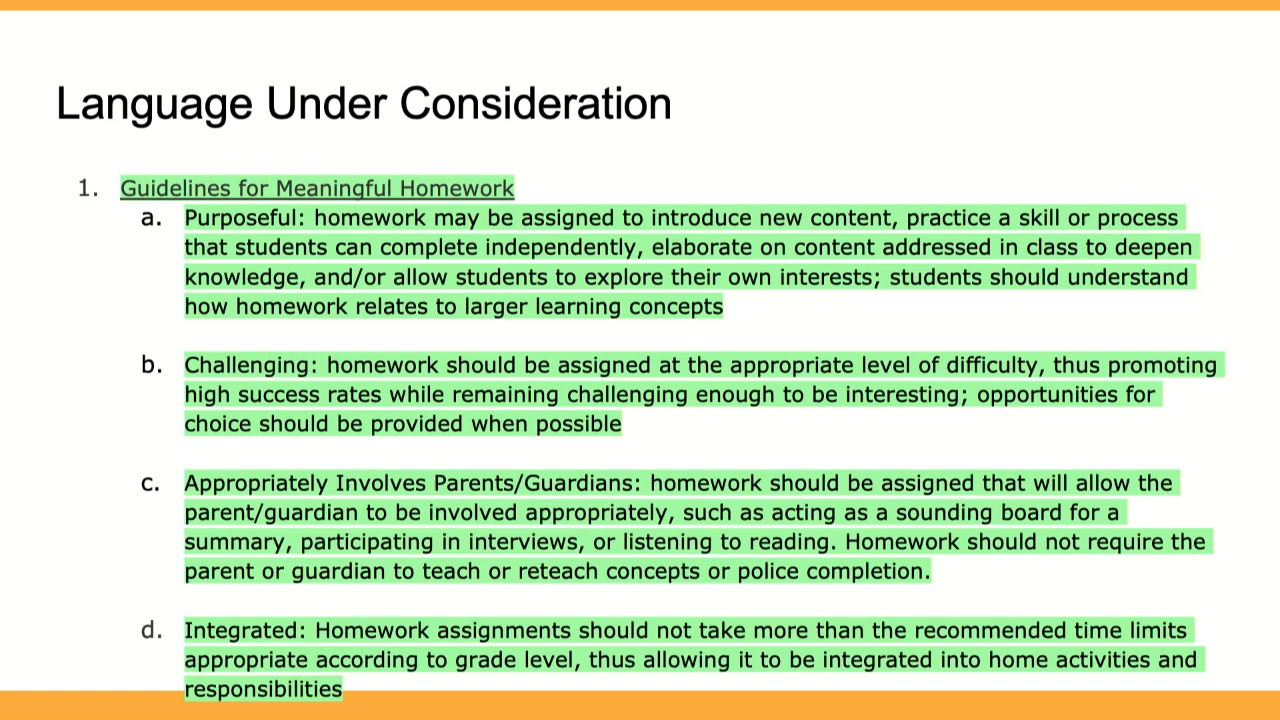 Language Under Consideration
1. Guidelines for Meaningful Homework
a. Purposeful: homework may be assigned to introduce new content, practice a skill or process
that students can complete independently, elaborate on content addressed in class to deepen
knowledge, and/or allow students to explore their own interests; students should understand
how homework relates to larger learning concepts
b. Challenging: homework should be assigned at the appropriate level of difficulty, thus promoting
high success rates while remaining challenging enough to be interesting; opportunities for
choice should be provided when possible
c. Appropriately Involves Parents/Guardians: homework should be assigned that will allow the
parent/guardian to be involved appropriately, such as acting as a sounding board for a
summary, participating in interviews, or listening to reading. Homework should not require the
parent or guardian to teach or reteach concepts or police completion.
d. Integrated: Homework assignments should not take more than the recommended time limits
appropriate according to grade level, thus allowing it to be integrated into home activities and
responsibilities